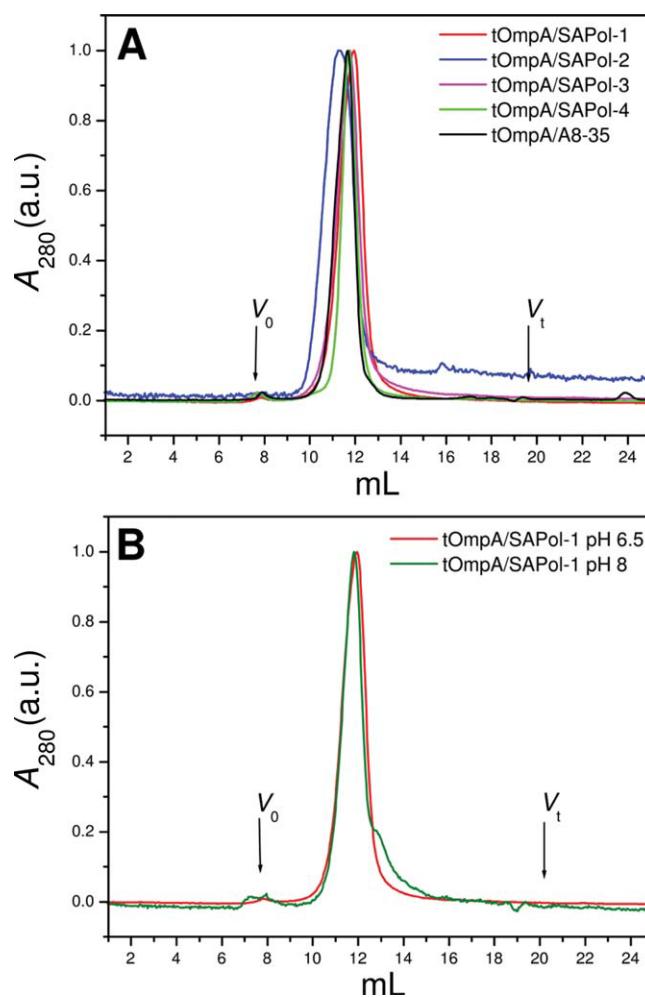 A
tOmpA/SAPol-1
tOmpA/SAPol-2
tOmpA/SAPol-3
tOmpA/SAPol-4
tOmpA/A8-35
1.0
0.8
0.6
0.4
0.2
0.0
A280 (a.u.)
V0
Vt
2 4 6 8 10 12 14 16 18 20 22 24
mL
B
tOmpA/SAPol-1 pH 6.5
tOmpA/SAPol-1 pH 8
1.0
0.8
0.6
0.4
0.2
0.0
A280 (a.u.)
V0
Vt
2 4 6 8 10 12 14 16 18 20 22 24
mL